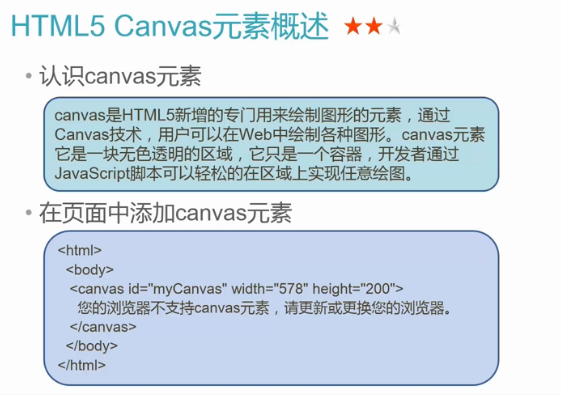 HTML5 Canvas元素概述
• 认识canvas元素
canvas是HTML5新增的专门用来绘制图形的元素，通过
Canvas技术，用户可以在Web中绘制各种图形。canvas元素
它是一块无色透明的区域，它只是一个容器，开发者通过
JavaScript脚本可以轻松的在区域上实现任意绘图。
• 在页面中添加canvas元素
<html>
<body>
<canvas id="myCanvas" width="578" height="200">
您的浏览器不支持canvas元素，请更新或更换您的浏览器。
</canvas>
</body>
</html>